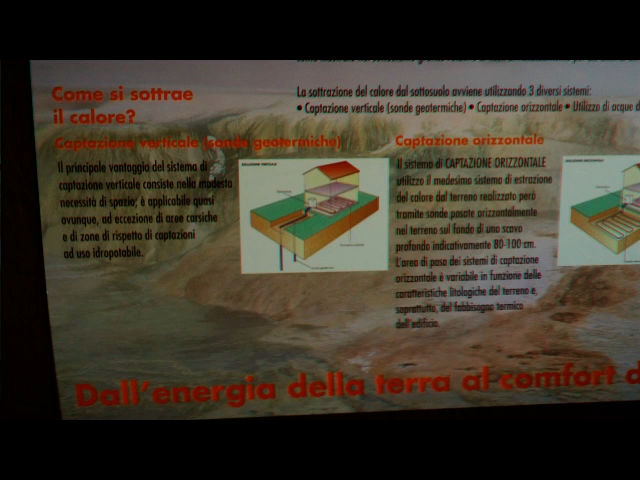 Come si sottrae
il calore?
La sottrazione del calore dal sottosuolo avviene utilizzando 3 diversi sistemi:
• Captazione verticale (sonde geotermiche) • Captazione orizzontale • Utilizzo di acque d
Captazione verticale (sonde geotermiche)
Il principale vantaggio del sistema di
captazione verticale consiste nella modesta
necessità di spazio; è applicabile quasi
ovunque, ad eccezione di aree carsiche
e di zone di rispetto di captazioni
ad uso idropotabile.
Captazione orizzontale
Il sistema di CAPTAZIONE ORIZZONTALE
utilizza il medesimo sistema di estrazione
del calore dal terreno realizzato però
tramite sonde posate orizzontalmente
nel terreno sul fondo di uno scavo
profondo indicativamente 80-100 cm.
L'area di posa dei sistemi di captazione
orizzontale è variabile in funzione delle
caratteristiche litologiche del terreno e,
soprattutto, del fabbisogno termico
dell'edificio.
Dall'energia della terra al comfort d